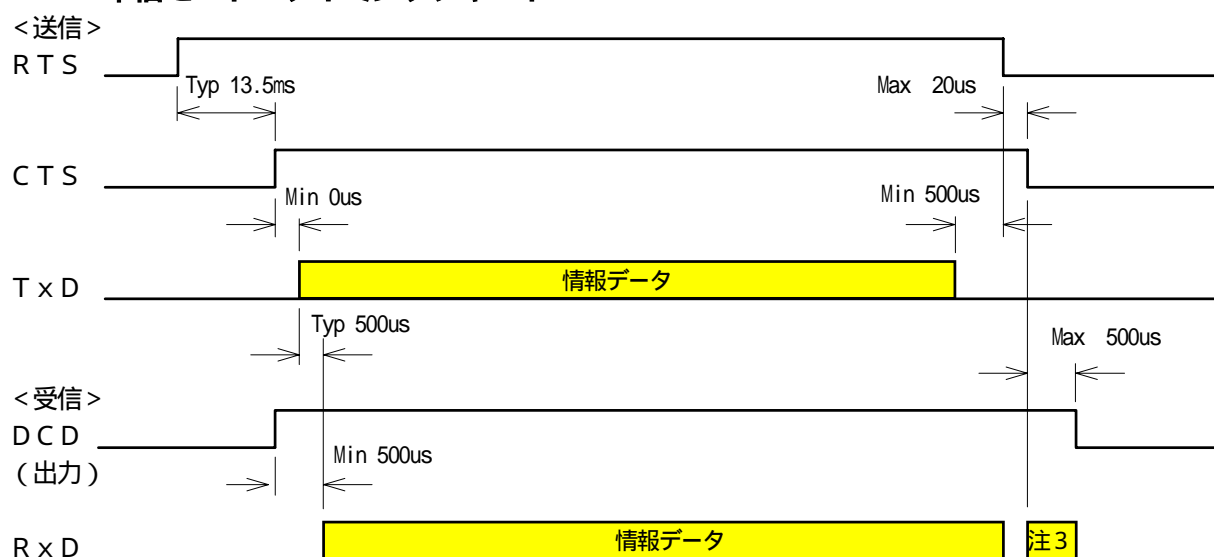 <送信>
RTS
Typ 13.5ms
Max 20us
CTS
Min 0us
Min 500us
TxD
情報データ
Typ 500us
Max 500us
<受信>
DCD
(出力)
Min 500us
RxD
情報データ
注3